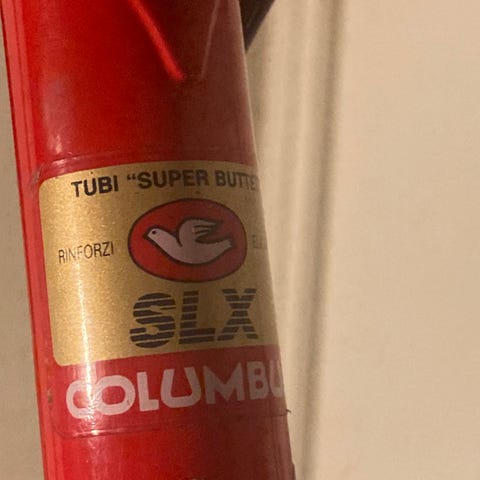 TUBI "SUPER BUTTE
RINFORZI
SLX
COLUMBU